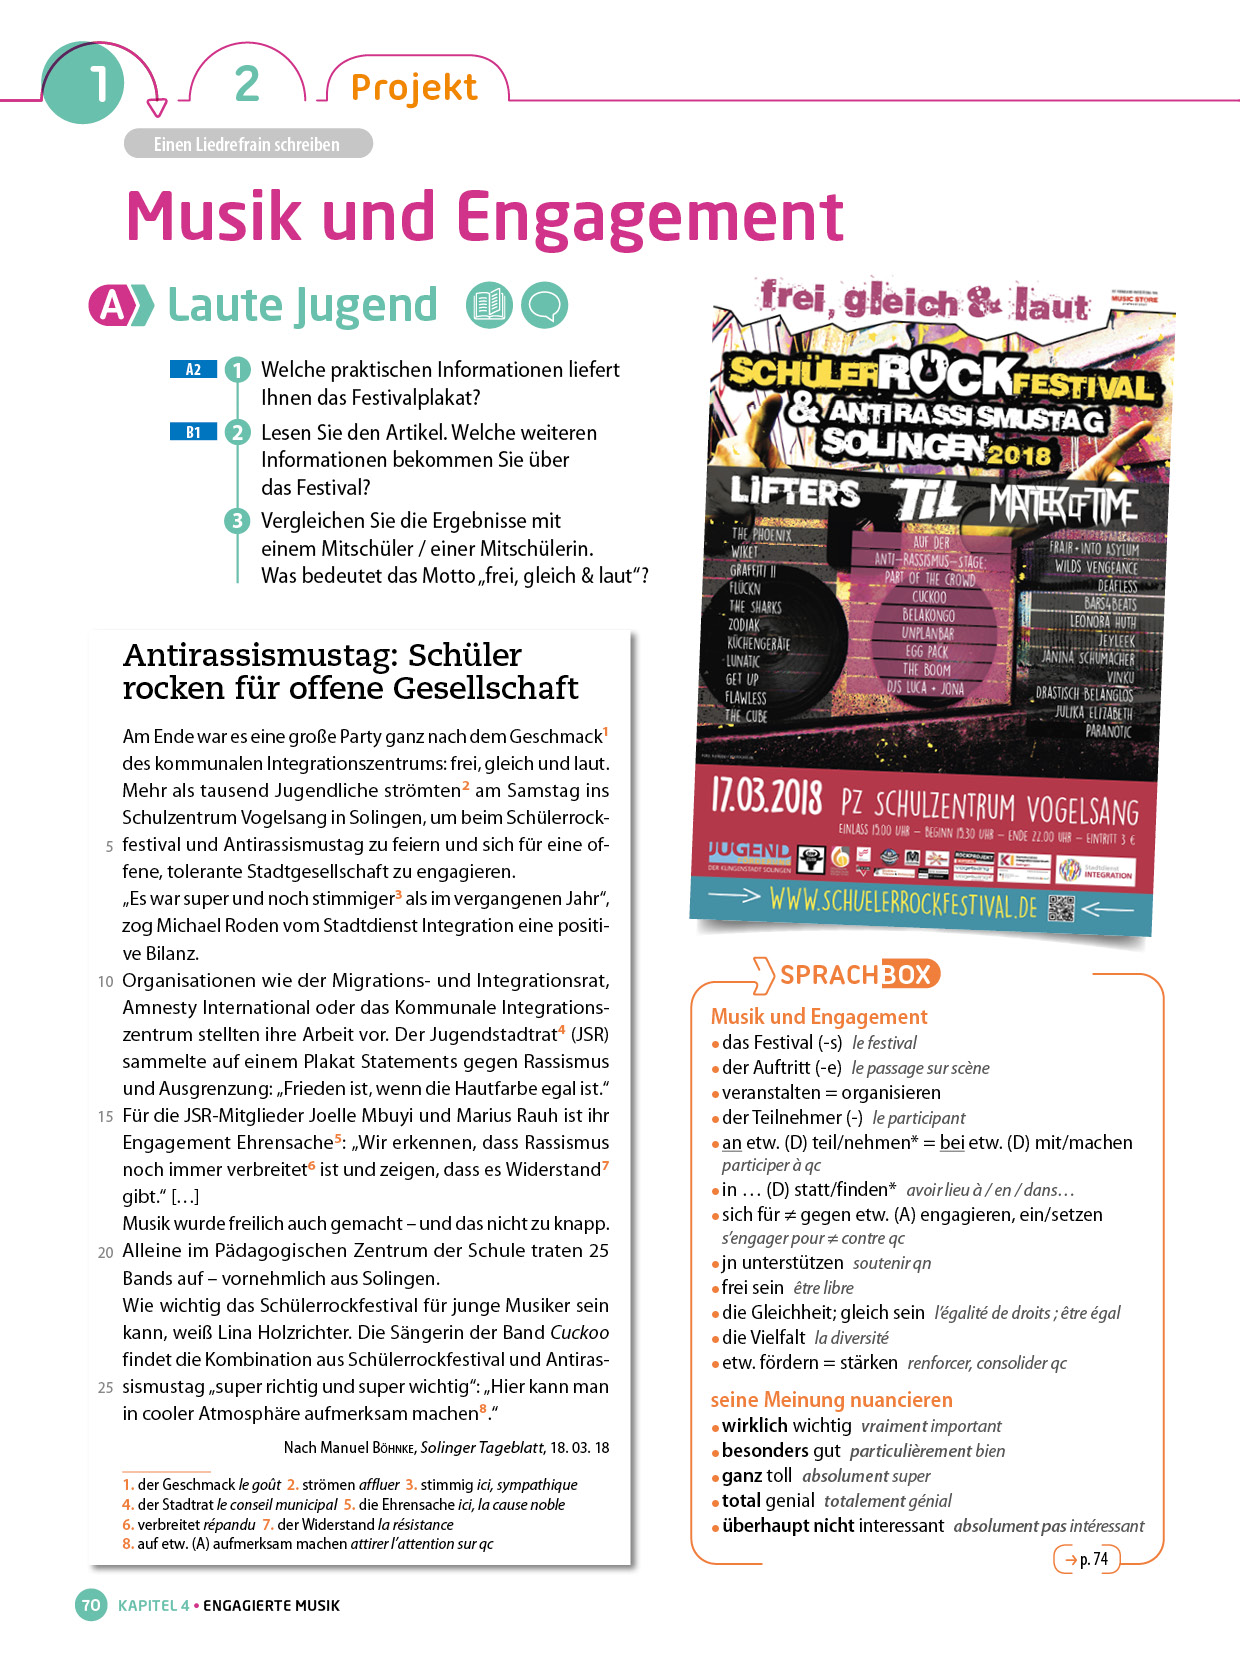 1
2
Projekt
Einen Liedrefrain schreiben
Musik und Engagement
A Laute Jugend
A2 1 Welche praktischen Informationen liefert
Ihnen das Festivalplakat?
B1 2 Lesen Sie den Artikel. Welche weiteren
Informationen bekommen Sie über
das Festival?
3 Vergleichen Sie die Ergebnisse mit
einem Mitschüler / einer Mitschülerin.
Was bedeutet das Motto „frei, gleich & laut“?
Antirassismustag: Schüler
rocken für offene Gesellschaft
Am Ende war es eine große Party ganz nach dem Geschmack1
des kommunalen Integrationszentrums: frei, gleich und laut.
Mehr als tausend Jugendliche strömten2 am Samstag ins
Schulzentrum Vogelsang in Solingen, um beim Schülerrock-
5 festival und Antirassismustag zu feiern und sich für eine of-
fene, tolerante Stadtgesellschaft zu engagieren.
„Es war super und noch stimmiger3 als im vergangenen Jahr“,
zog Michael Roden vom Stadtdienst Integration eine positi-
ve Bilanz.
10 Organisationen wie der Migrations- und Integrationsrat,
Amnesty International oder das Kommunale Integrations-
zentrum stellten ihre Arbeit vor. Der Jugendstadtrat4 (JSR)
sammelte auf einem Plakat Statements gegen Rassismus
und Ausgrenzung: „Frieden ist, wenn die Hautfarbe egal ist.“
15 Für die JSR-Mitglieder Joelle Mbuyi und Marius Rauh ist ihr
Engagement Ehrensache5: „Wir erkennen, dass Rassismus
noch immer verbreitet6 ist und zeigen, dass es Widerstand7
gibt.“ […]
Musik wurde freilich auch gemacht – und das nicht zu knapp.
20 Alleine im Pädagogischen Zentrum der Schule traten 25
Bands auf – vornehmlich aus Solingen.
Wie wichtig das Schülerrockfestival für junge Musiker sein
kann, weiß Lina Holzrichter. Die Sängerin der Band Cuckoo
findet die Kombination aus Schülerrockfestival und Antiras-
25 sismustag „super richtig und super wichtig“: „Hier kann man
in cooler Atmosphäre aufmerksam machen8.“
Nach Manuel BÖHNKE, Solinger Tageblatt, 18. 03. 18
1. der Geschmack le goût 2. strömen affluer 3. stimmig ici, sympathique
4. der Stadtrat le conseil municipal 5. die Ehrensache ici, la cause noble
6. verbreitet répandu 7. der Widerstand la résistance
8. auf etw. (A) aufmerksam machen attirer l’attention sur qc
frei, gleich & laut
MUSIC STORE
SCHÜLERROCKFESTIVAL
& ANTIRASSISMUSTAG
SOLINGEN 2018
LIFTERS TIL MATTER OF TIME
THE PHOENIX
WIKET
GRAFFITI II
FLÜCKN
THE SHARKS
ZODIAK
KÜCHENGERÄTE
LUNATIC
GET UP
FLAWLESS
THE CUBE
AUF DER
ANTI-RASSISMUS-STAGE:
PART OF THE CROWD
CUCKOO
BELAKONGO
UNPLANBAR
EGG PACK
THE BOOM
DJS LUCA + JONA
FRAIR + INTO ASYLUM
WILDS VENGEANCE
DEAFLESS
BARS4BEATS
LEONORA HUTH
JEYLEEK
JANINA SCHUMACHER
VINKU
DRASTISCH BELANGLOS
JULIKA ELIZABETH
PARANOTIC
17.03.2018 PZ SCHULZENTRUM VOGELSANG
EINLASS 15.00 UHR – BEGINN 15.30 UHR – ENDE 22.00 UHR – EINTRITT 3 €
JUGEND
DER KLINGENSTADT SOLINGEN
ROCKPROJEKT
KI
Stadtdienst
INTEGRATION
WWW.SCHUELERROCKFESTIVAL.DE
SPRACHBOX
Musik und Engagement
• das Festival (-s) le festival
• der Auftritt (-e) le passage sur scène
• veranstalten = organisieren
• der Teilnehmer (-) le participant
• an etw. (D) teil/nehmen* = bei etw. (D) mit/machen
participer à qc
• in … (D) statt/finden* avoir lieu à / en / dans…
• sich für ≠ gegen etw. (A) engagieren, ein/setzen
s’engager pour ≠ contre qc
• jn unterstützen soutenir qn
• frei sein être libre
• die Gleichheit; gleich sein l’égalité de droits ; être égal
• die Vielfalt la diversité
• etw. fördern = stärken renforcer, consolider qc
seine Meinung nuancieren
• wirklich wichtig vraiment important
• besonders gut particulièrement bien
• ganz toll absolument super
• total genial totalement génial
• überhaupt nicht interessant absolument pas intéressant
→ p. 74
70 KAPITEL 4 • ENGAGIERTE MUSIK